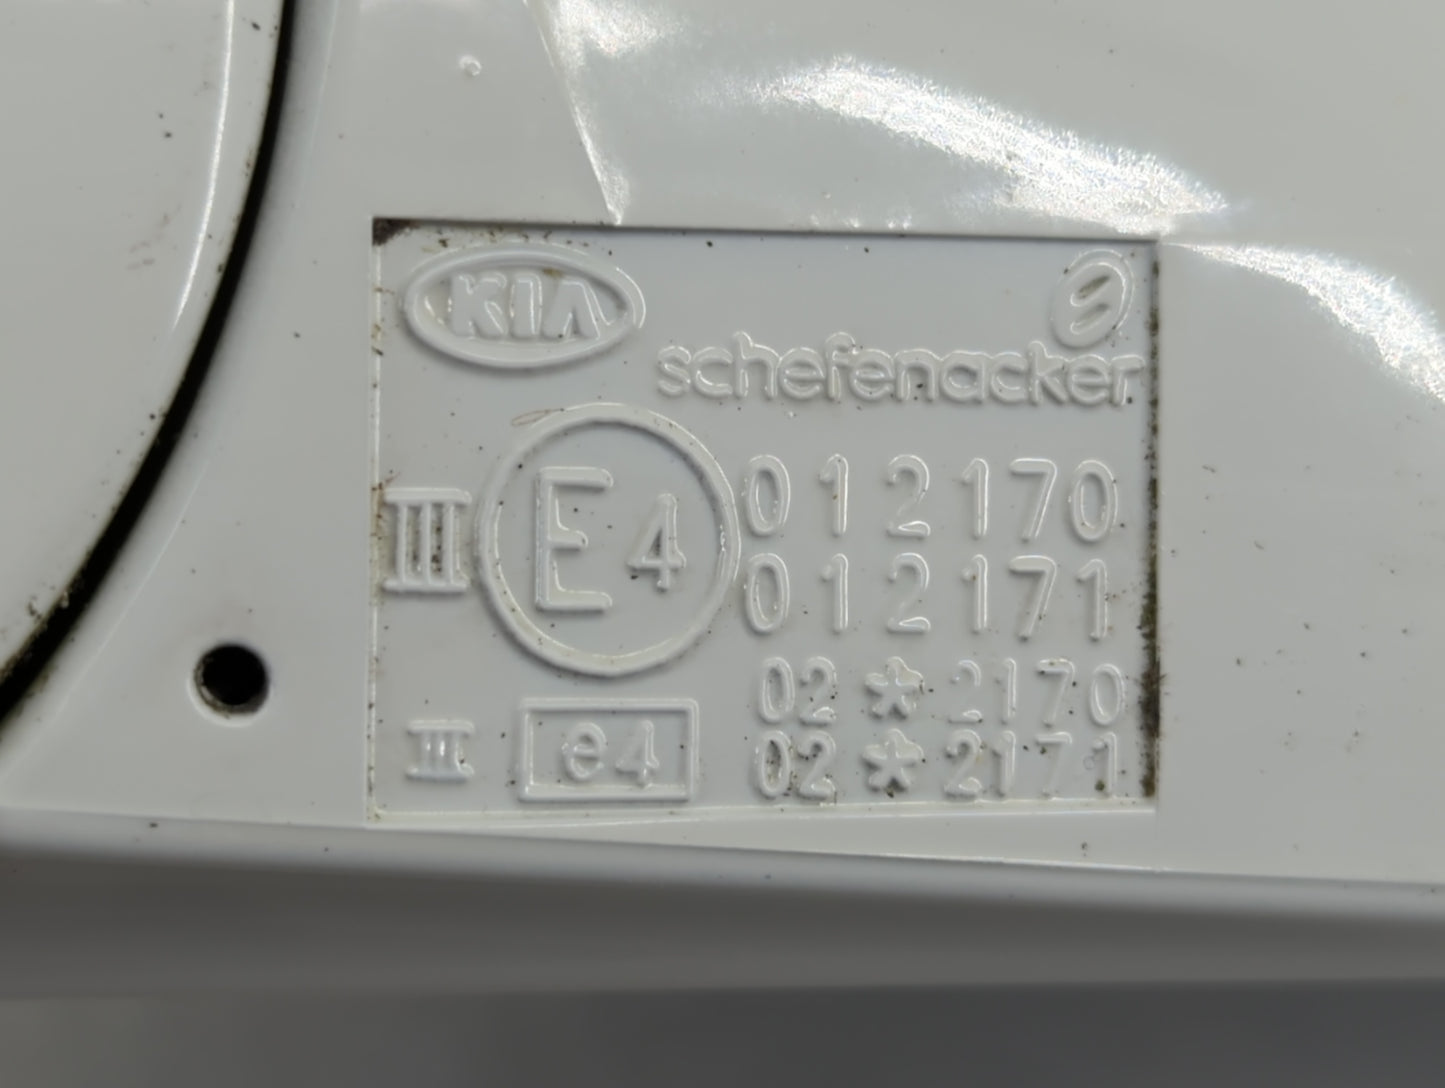 KIA
schefenacker
III E4 012170
012171
III e4 02*2170
02*2171